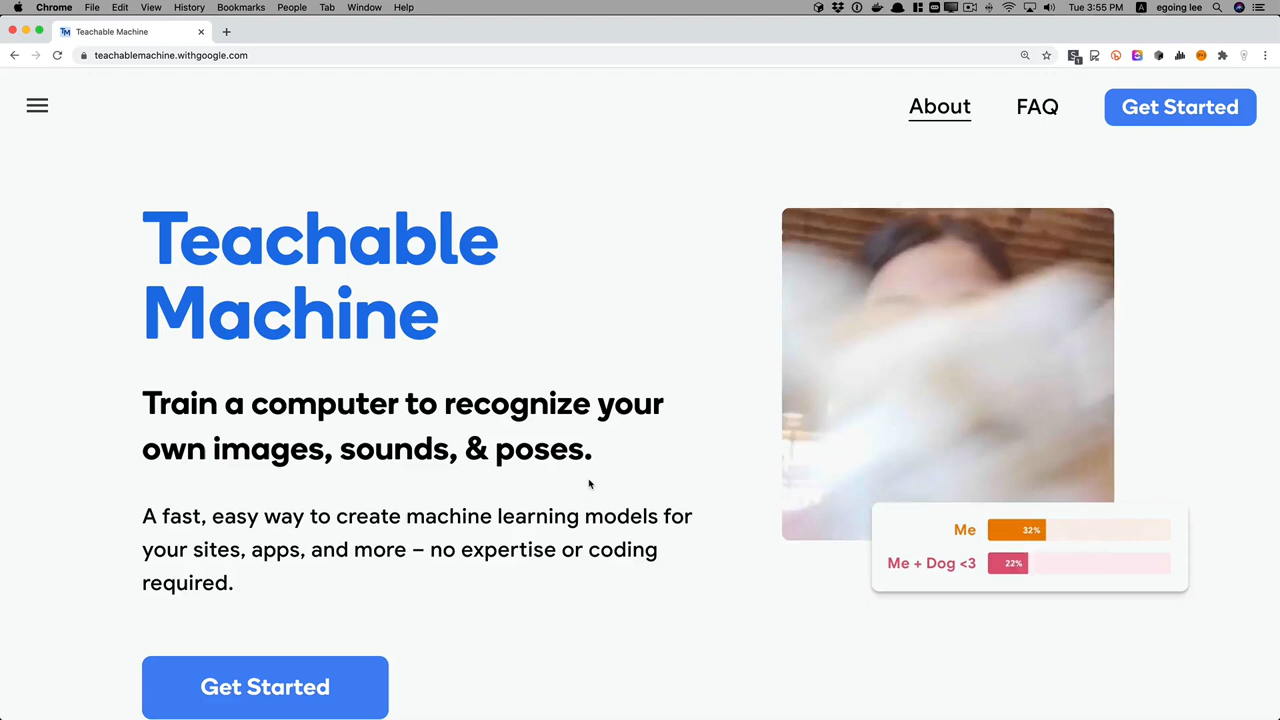 Chrome File Edit View History Bookmarks People Tab Window Help Tue 3:55 PM A egoing lee
Teachable Machine
teachablemachine.withgoogle.com
About FAQ Get Started
Teachable
Machine
Train a computer to recognize your
own images, sounds, & poses.
A fast, easy way to create machine learning models for
your sites, apps, and more – no expertise or coding
required.
Me 32%
Me + Dog <3 22%
Get Started